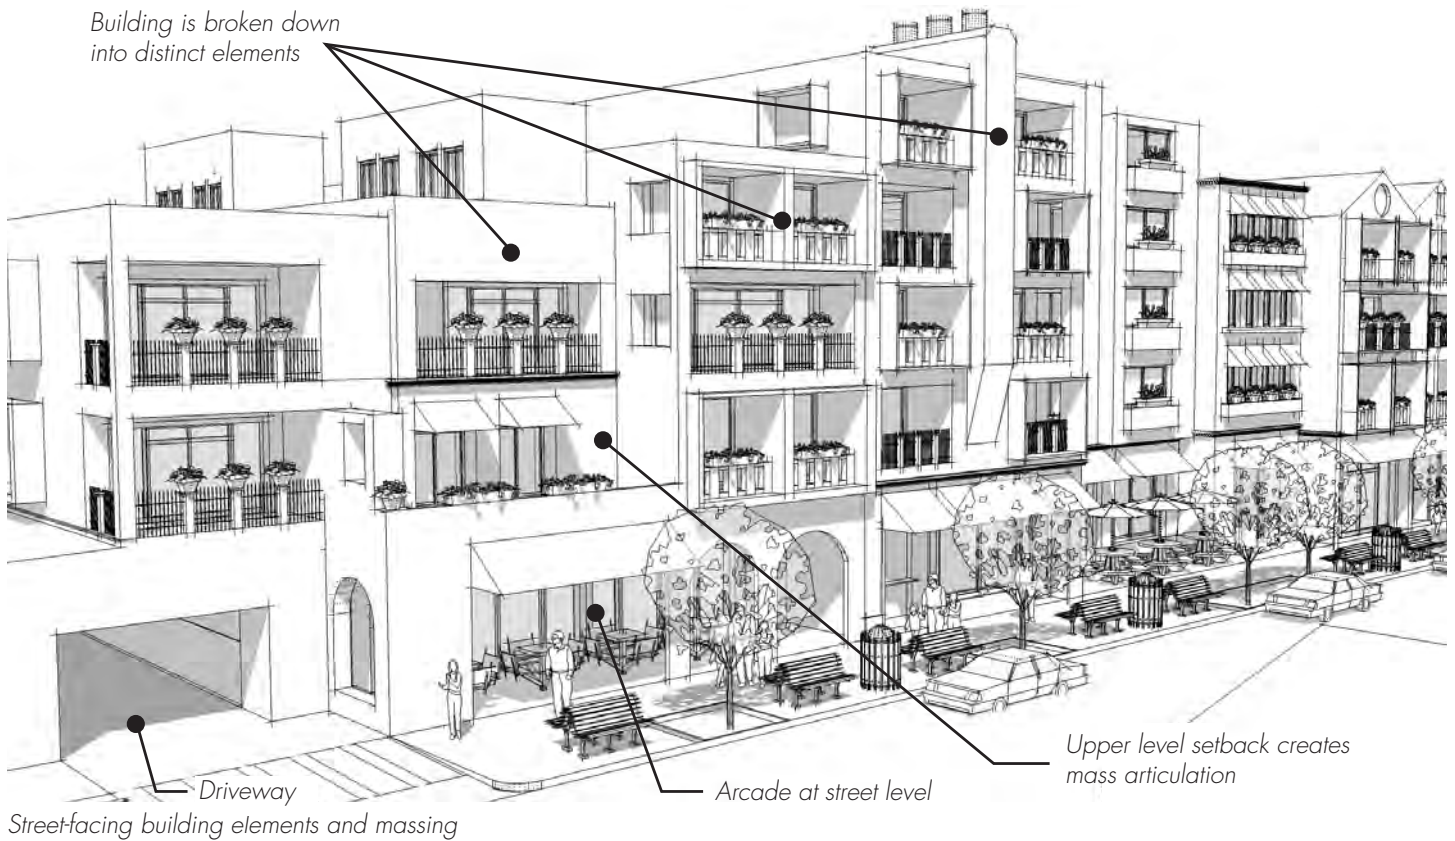 Building is broken down
into distinct elements
Upper level setback creates
mass articulation
Driveway
Arcade at street level
Street-facing building elements and massing